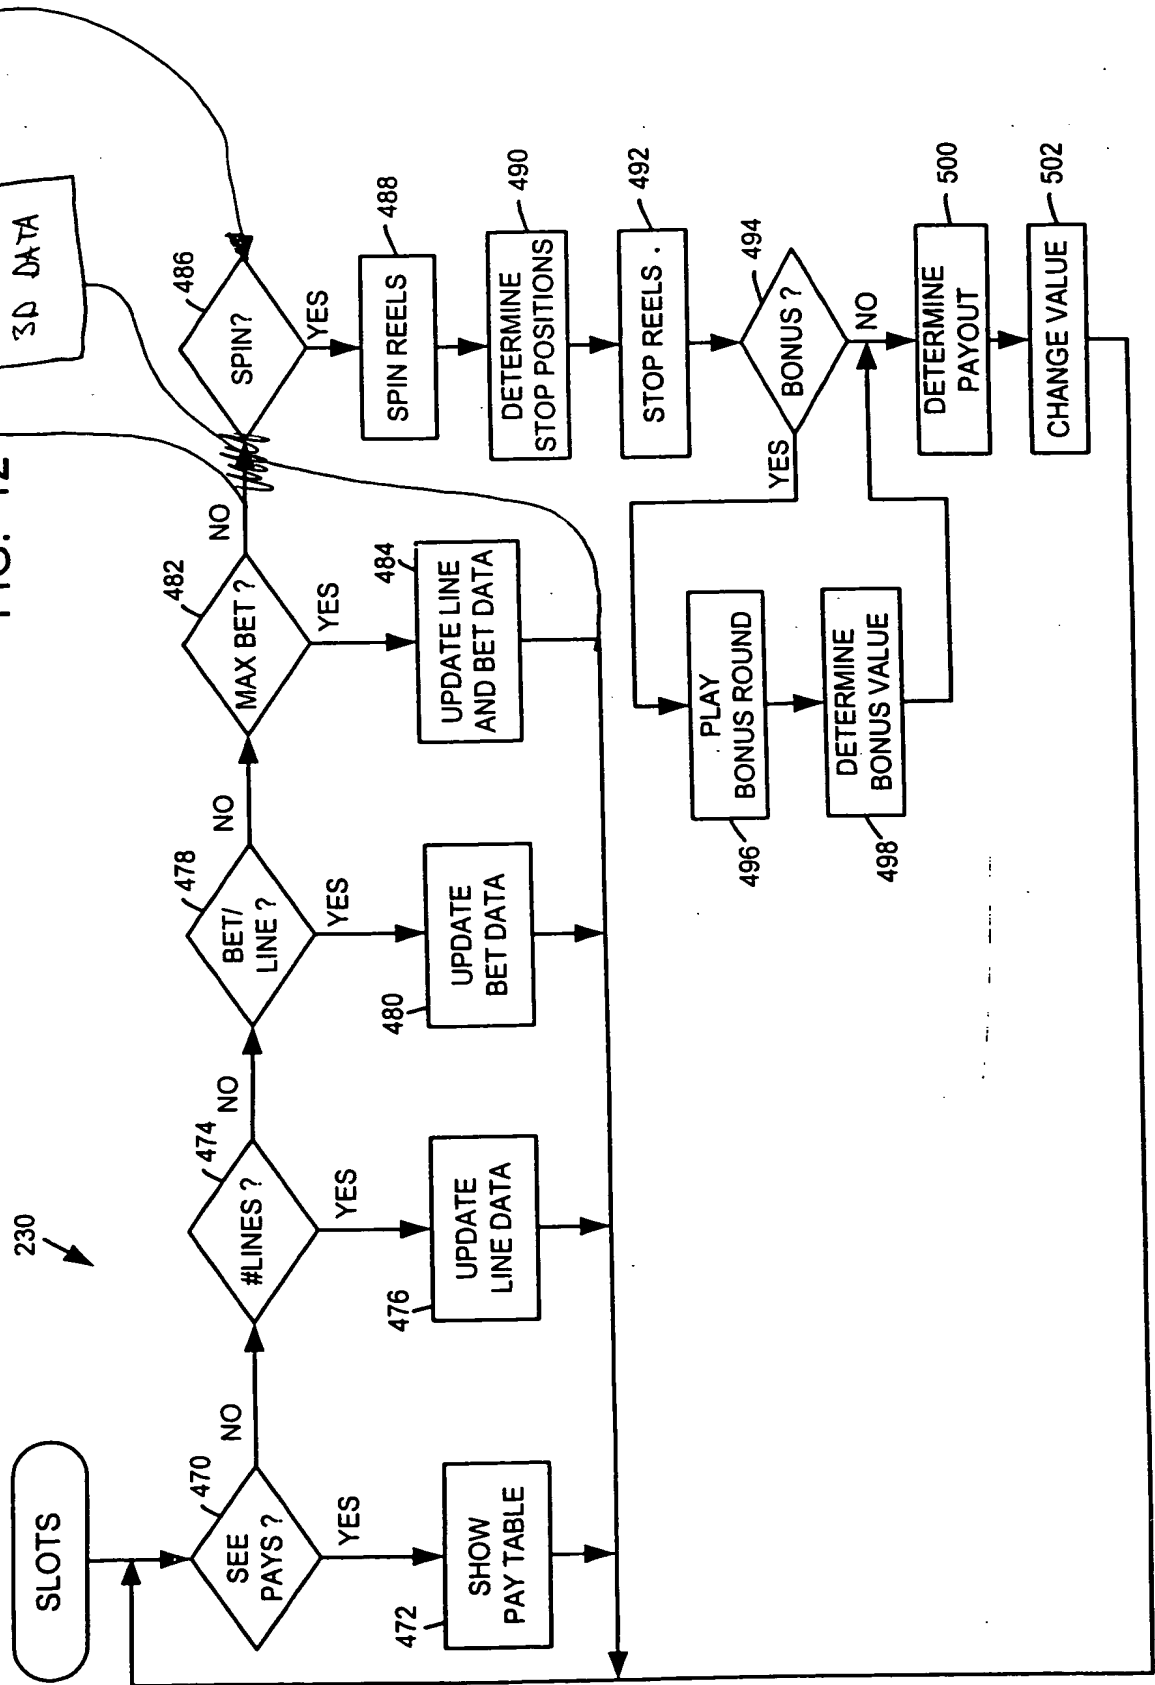 3D DATA
230
SLOTS
470
SEE
PAYS ?
NO
YES
472
SHOW
PAY TABLE
474
#LINES ?
NO
YES
476
UPDATE
LINE DATA
478
BET/
LINE ?
NO
YES
480
UPDATE
BET DATA
482
MAX BET ?
NO
YES
484
UPDATE LINE
AND BET DATA
486
SPIN?
YES
488
SPIN REELS
490
DETERMINE
STOP POSITIONS
492
STOP REELS .
494
BONUS ?
YES
NO
496
PLAY
BONUS ROUND
498
DETERMINE
BONUS VALUE
500
DETERMINE
PAYOUT
502
CHANGE VALUE